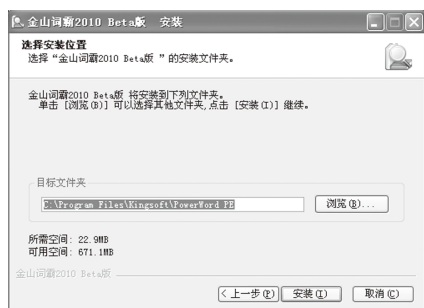 金山词霸2010 Beta版 安装
选择安装位置
选择“金山词霸2010 Beta版 ”的安装文件夹。
金山词霸2010 Beta版 将安装到下列文件夹。
单击 [浏览(B)] 可以选择其他文件夹,点击 [安装(I)] 继续。
目标文件夹
C:\Program Files\Kingsoft\PowerWord PE
浏览(B)...
所需空间: 22.9MB
可用空间: 671.1MB
金山词霸2010 Beta版
< 上一步(P) 安装(I) 取消(C)